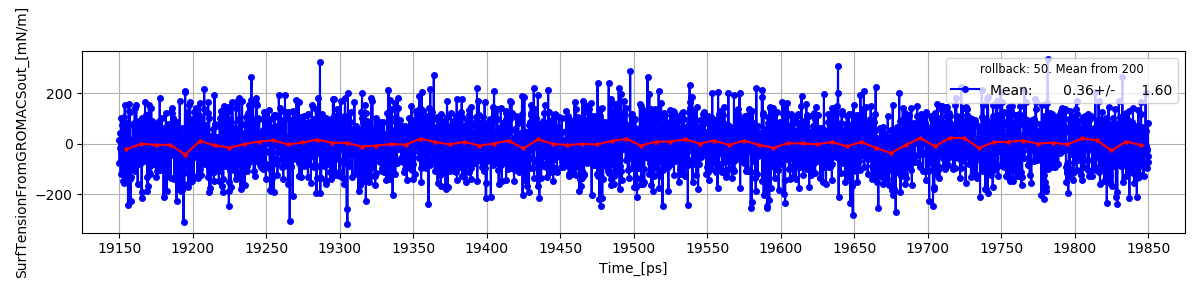 SurfTensionFromGROMACSout_[mN/m]
200
0
−200
rollback: 50. Mean from 200
Mean: 0.36+/- 1.60
19150 19200 19250 19300 19350 19400 19450 19500 19550 19600 19650 19700 19750 19800 19850
Time_[ps]